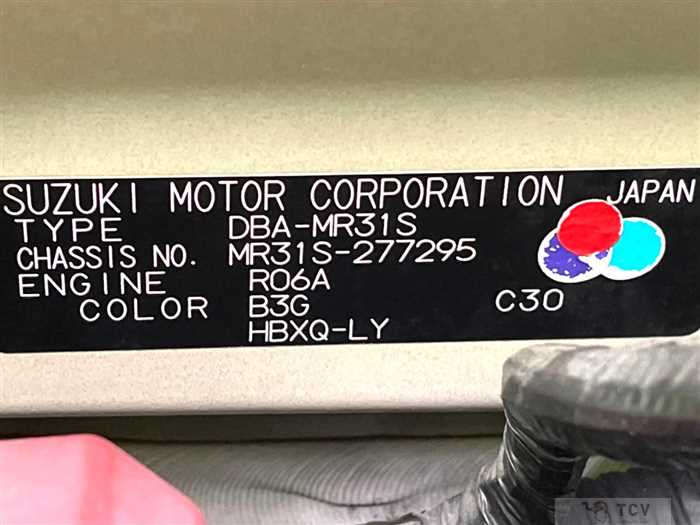 SUZUKI MOTOR CORPORATION JAPAN
TYPE DBA-MR31S
CHASSIS NO. MR31S-277295
ENGINE R06A
COLOR B3G C30
HBXQ-LY
TCV